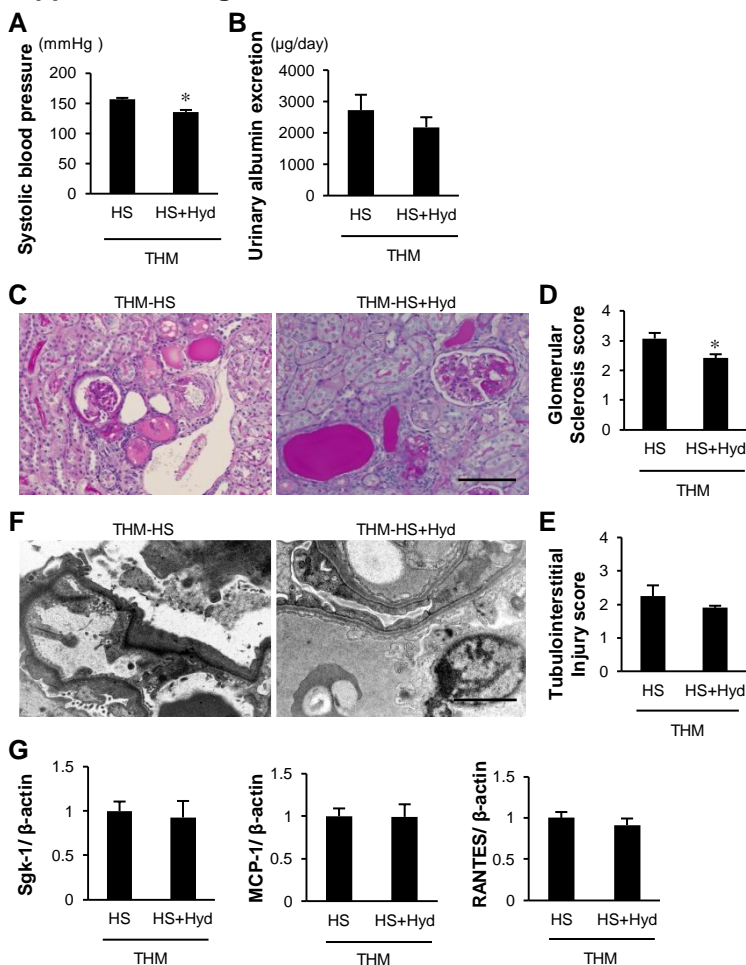 A
(mmHg )
Systolic blood pressure
200
150
100
50
0
*
HS HS+Hyd
THM
B
(μg/day)
Urinary albumin excretion
4000
3000
2000
1000
0
HS HS+Hyd
THM
C
THM-HS
THM-HS+Hyd
D
Glomerular
Sclerosis score
4
3
2
1
0
*
HS HS+Hyd
THM
F
THM-HS
THM-HS+Hyd
E
Tubulointerstitial
Injury score
4
3
2
1
0
HS HS+Hyd
THM
G
Sgk-1/ β-actin
1.5
1
0.5
0
HS HS+Hyd
THM
MCP-1/ β-actin
1.5
1
0.5
0
HS HS+Hyd
THM
RANTES/ β-actin
1.5
1
0.5
0
HS HS+Hyd
THM